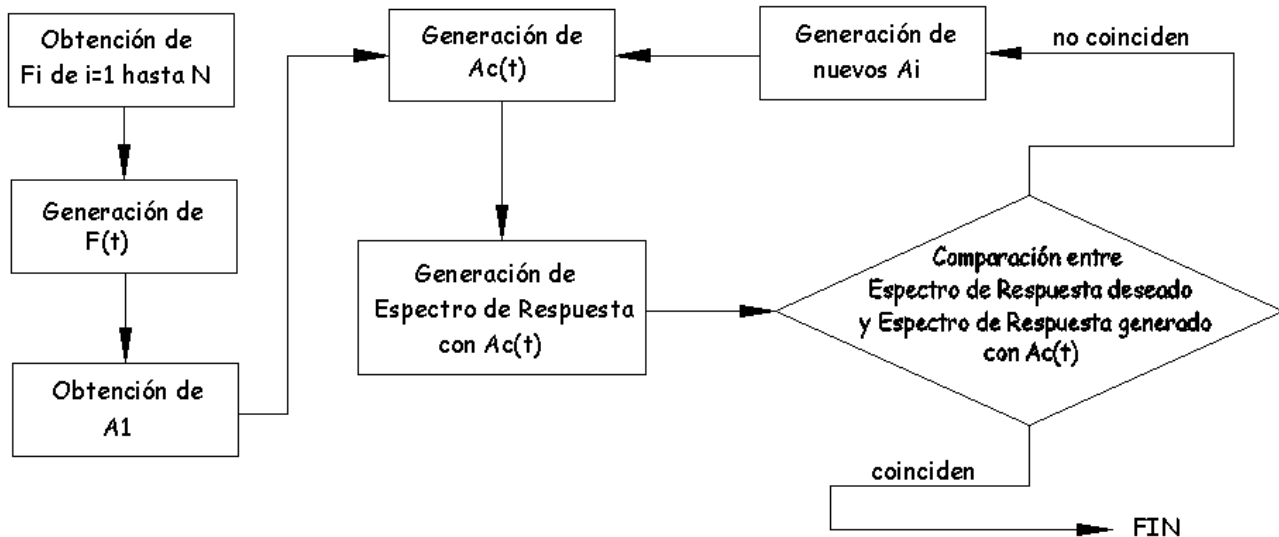 Obtención de
Fi de i=1 hasta N
Generación de
F(t)
Obtención de
A1
Generación de
Ac(t)
Generación de
Espectro de Respuesta
con Ac(t)
Generación de
nuevos Ai
no coinciden
Comparación entre
Espectro de Respuesta deseado
y Espectro de Respuesta generado
con Ac(t)
coinciden
FIN